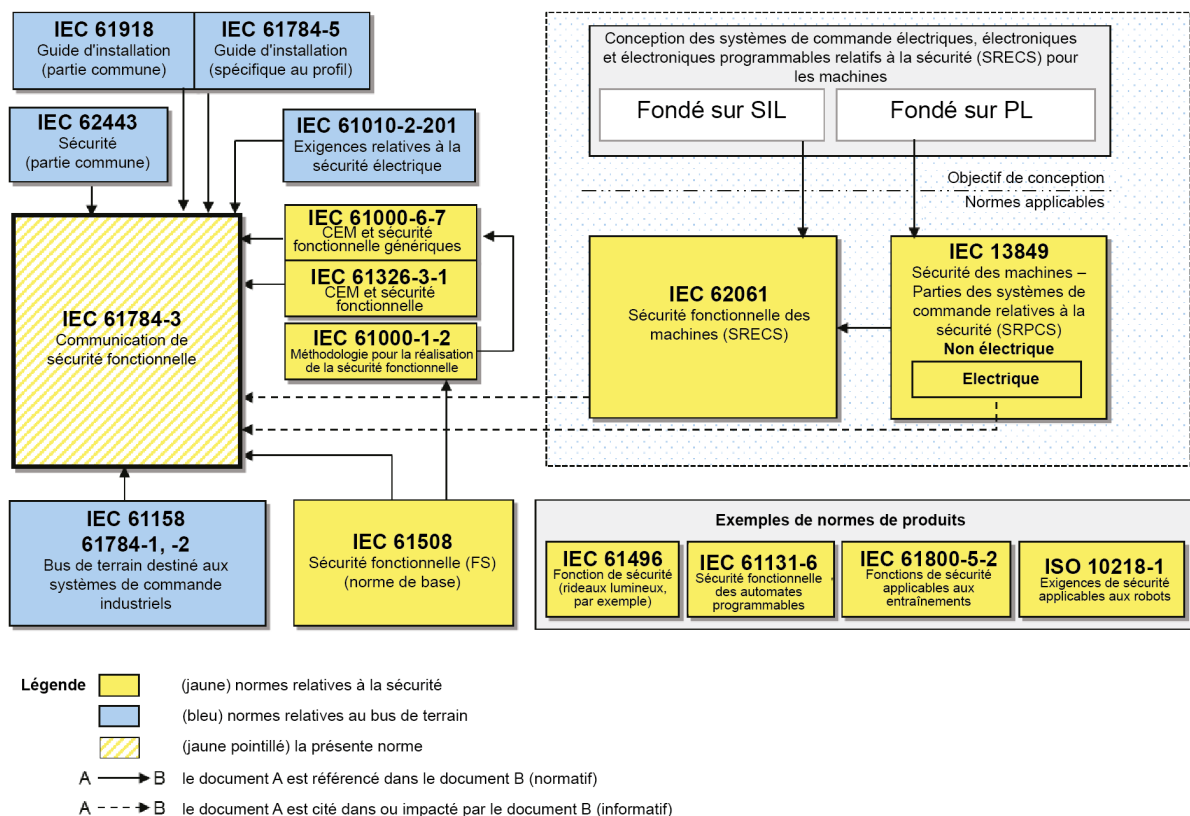 IEC 61918
Guide d'installation
(partie commune)
IEC 61784-5
Guide d'installation
(spécifique au profil)
IEC 62443
Sécurité
(partie commune)
IEC 61010-2-201
Exigences relatives à la
sécurité électrique
IEC 61000-6-7
CEM et sécurité
fonctionnelle génériques
IEC 61326-3-1
CEM et sécurité
fonctionnelle
IEC 61000-1-2
Méthodologie pour la réalisation
de la sécurité fonctionnelle
IEC 61784-3
Communication de
sécurité fonctionnelle
IEC 61158
61784-1, -2
Bus de terrain destiné aux
systèmes de commande
industriels
IEC 61508
Sécurité fonctionnelle (FS)
(norme de base)
Conception des systèmes de commande électriques, électroniques
et électroniques programmables relatifs à la sécurité (SRECS) pour
les machines
Fondé sur SIL
Fondé sur PL
Objectif de conception
Normes applicables
IEC 62061
Sécurité fonctionnelle des
machines (SRECS)
IEC 13849
Sécurité des machines –
Parties des systèmes de
commande relatives à la
sécurité (SRPCS)
Non électrique
Electrique
Exemples de normes de produits
IEC 61496
Fonction de sécurité
(rideaux lumineux,
par exemple)
IEC 61131-6
Sécurité fonctionnelle
des automates
programmables
IEC 61800-5-2
Fonctions de sécurité
applicables aux
entraînements
ISO 10218-1
Exigences de sécurité
applicables aux robots
Légende
(jaune) normes relatives à la sécurité
(bleu) normes relatives au bus de terrain
(jaune pointillé) la présente norme
A B le document A est référencé dans le document B (normatif)
A B le document A est cité dans ou impacté par le document B (informatif)